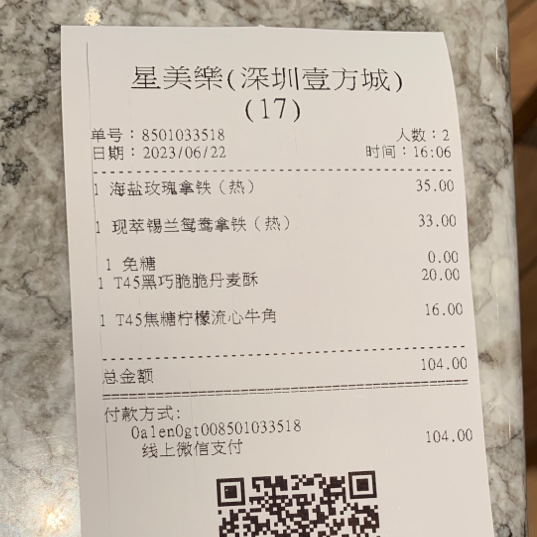 星美樂(深圳壹方城)
(17)
单号：8501033518 人数：2
日期：2023/06/22 时间：16:06
1 海盐玫瑰拿铁（热） 35.00
1 现萃锡兰鸳鸯拿铁（热） 33.00
1 免糖 0.00
1 T45黑巧脆脆丹麦酥 20.00
1 T45焦糖柠檬流心牛角 16.00
总金额 104.00
付款方式:
0alen0gt008501033518
线上微信支付 104.00